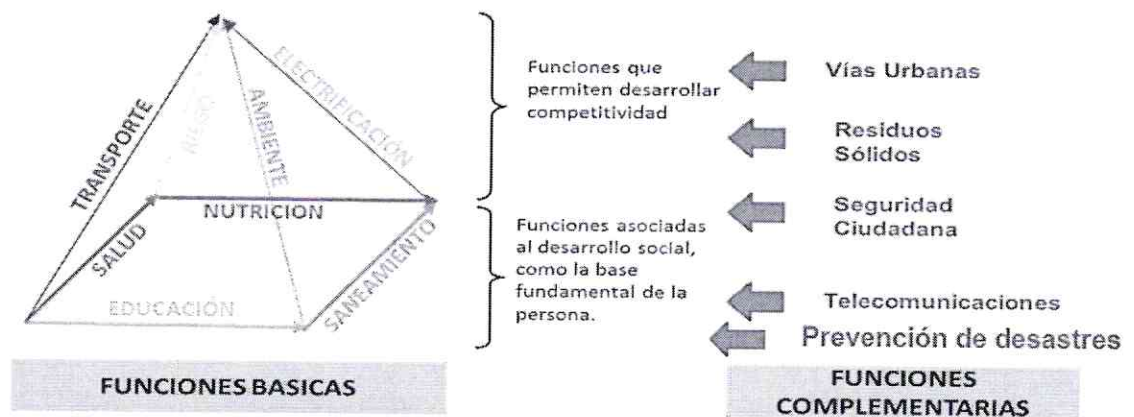 TRANSPORTE
RIEGO
AMBIENTE
ELECTRIFICACIÓN
SALUD
NUTRICION
EDUCACIÓN
SANEAMIENTO
FUNCIONES BASICAS
Funciones que
permiten desarrollar
competitividad
Funciones asociadas
al desarrollo social,
como la base
fundamental de la
persona.
Vías Urbanas
Residuos
Sólidos
Seguridad
Ciudadana
Telecomunicaciones
Prevención de desastres
FUNCIONES
COMPLEMENTARIAS